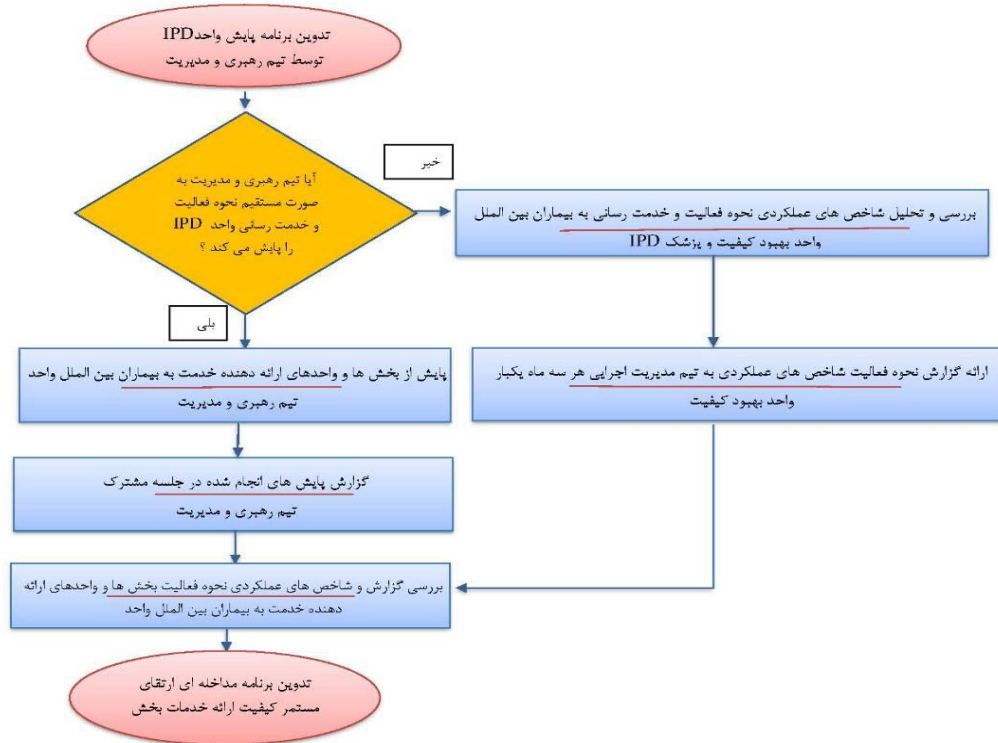 تدوین برنامه پایش واحدIPD
توسط تیم رهبری و مدیریت
آیا تیم رهبری و مدیریت به
صورت مستقیم نحوه فعالیت
و خدمت رسانی واحد IPD
را پایش می کند ؟
خیر
بررسی و تحلیل شاخص های عملکردی نحوه فعالیت و خدمت رسانی به بیماران بین الملل
واحد بهبود کیفیت و پزشک IPD
بلی
پایش از بخش ها و واحدهای ارائه دهنده خدمت به بیماران بین الملل واحد
تیم رهبری و مدیریت
ارائه گزارش نحوه فعالیت شاخص های عملکردی به تیم مدیریت اجرایی هر سه ماه یکبار
واحد بهبود کیفیت
گزارش پایش های انجام شده در جلسه مشترک
تیم رهبری و مدیریت
بررسی گزارش و شاخص های عملکردی نحوه فعالیت بخش ها و واحدهای ارائه
دهنده خدمت به بیماران بین الملل واحد
تدوین برنامه مداخله ای ارتقای
مستمر کیفیت ارائه خدمات بخش